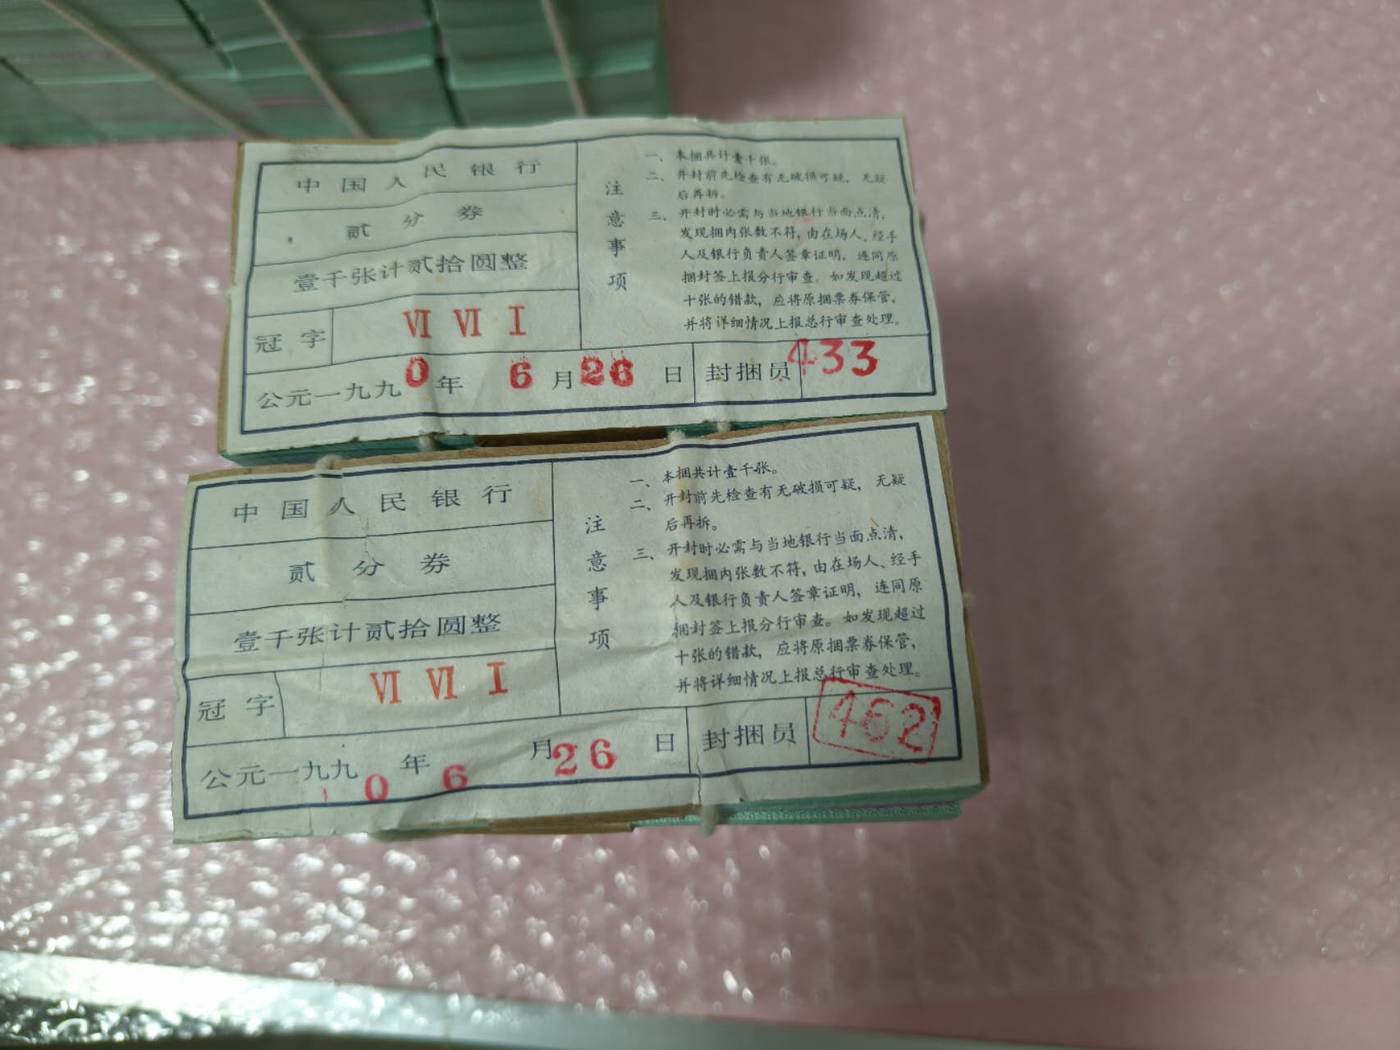 中国人民银行
贰分券
壹千张计贰拾圆整
冠字 Ⅵ Ⅵ Ⅰ
公元一九九0年 6月26日 封捆员 433
注意事项
一、本捆共计壹千张。
二、开封前先检查有无破损可疑，无疑
后再拆。
三、开封时必需与当地银行当面点清，
发现捆内张数不符，由在场人、经手
人及银行负责人签章证明，连同原
捆封签上报分行审查。如发现超过
十张的错款，应将原捆票券保管，
并将详细情况上报总行审查处理。
中国人民银行
贰分券
壹千张计贰拾圆整
冠字 Ⅵ Ⅵ Ⅰ
公元一九九0年 6月26日 封捆员 462
注意事项
一、本捆共计壹千张。
二、开封前先检查有无破损可疑，无疑
后再拆。
三、开封时必需与当地银行当面点清，
发现捆内张数不符，由在场人、经手
人及银行负责人签章证明，连同原
捆封签上报分行审查。如发现超过
十张的错款，应将原捆票券保管，
并将详细情况上报总行审查处理。